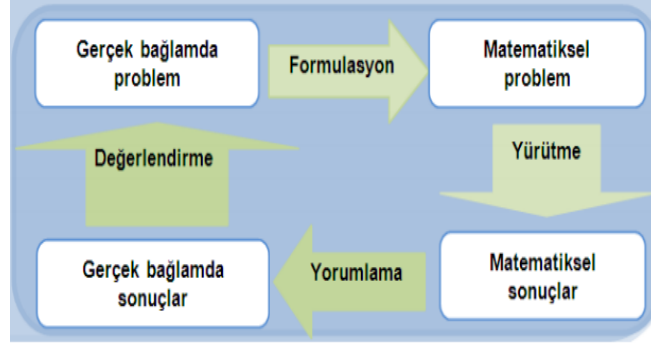 Gerçek bağlamda
problem
Formulasyon
Matematiksel
problem
Değerlendirme
Yürütme
Gerçek bağlamda
sonuçlar
Yorumlama
Matematiksel
sonuçlar